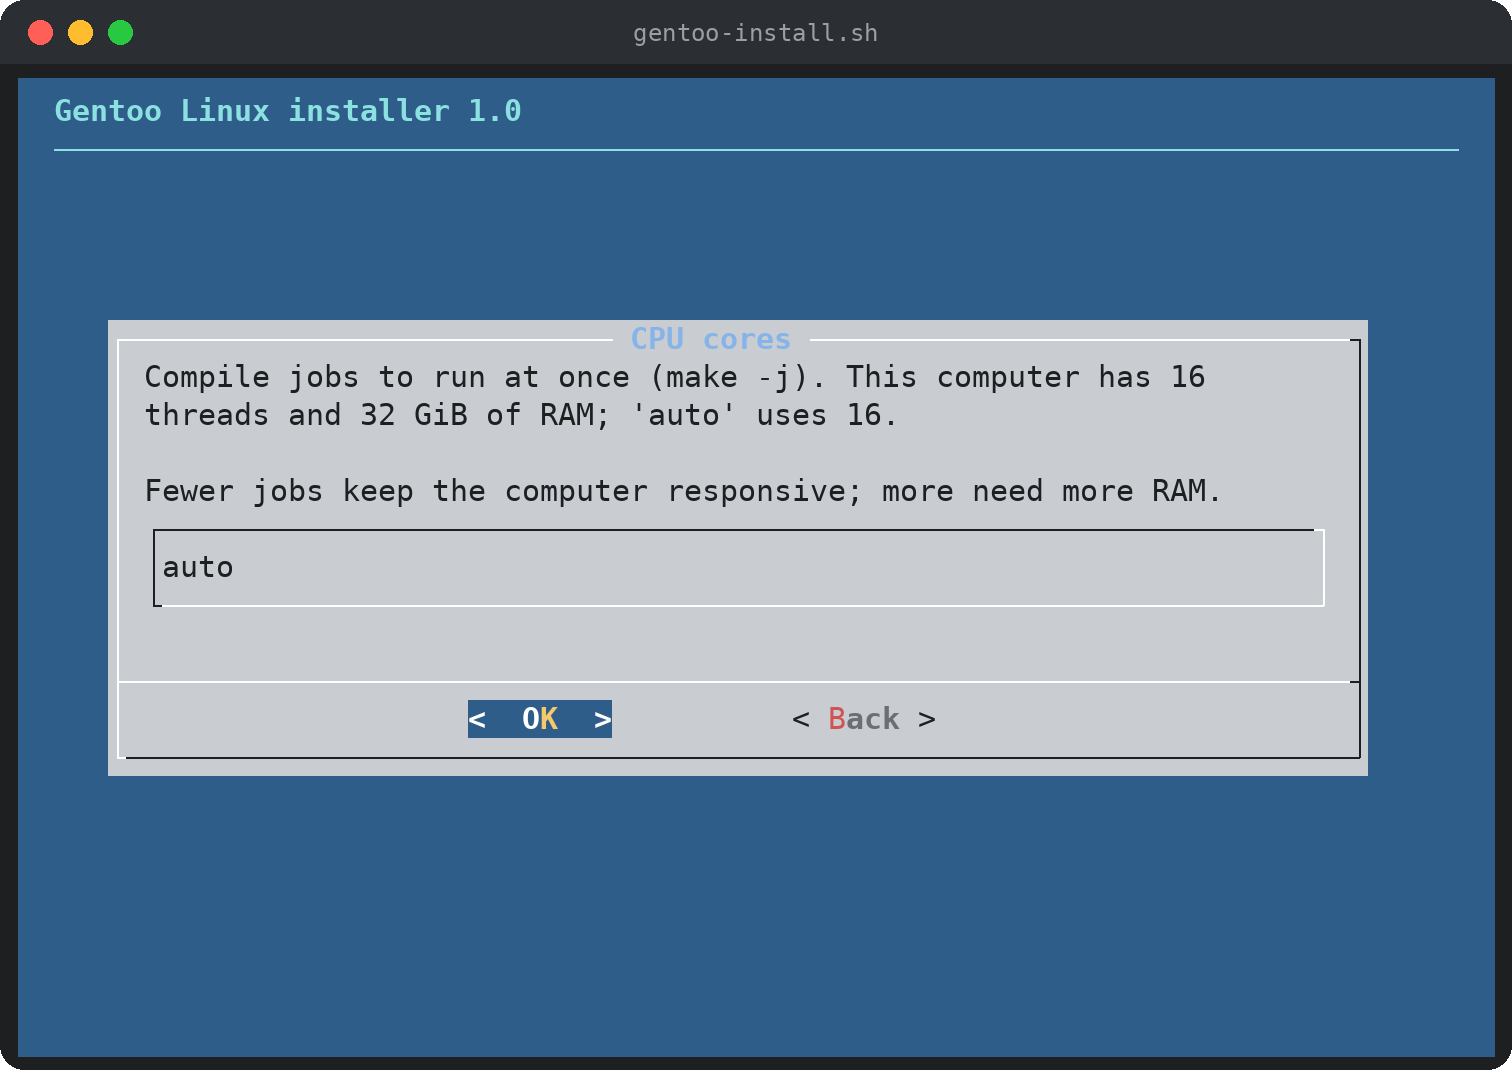 gentoo-install.sh
Gentoo Linux installer 1.0
CPU cores
Compile jobs to run at once (make -j). This computer has 16
threads and 32 GiB of RAM; 'auto' uses 16.
Fewer jobs keep the computer responsive; more need more RAM.
auto
<  OK  > < Back >